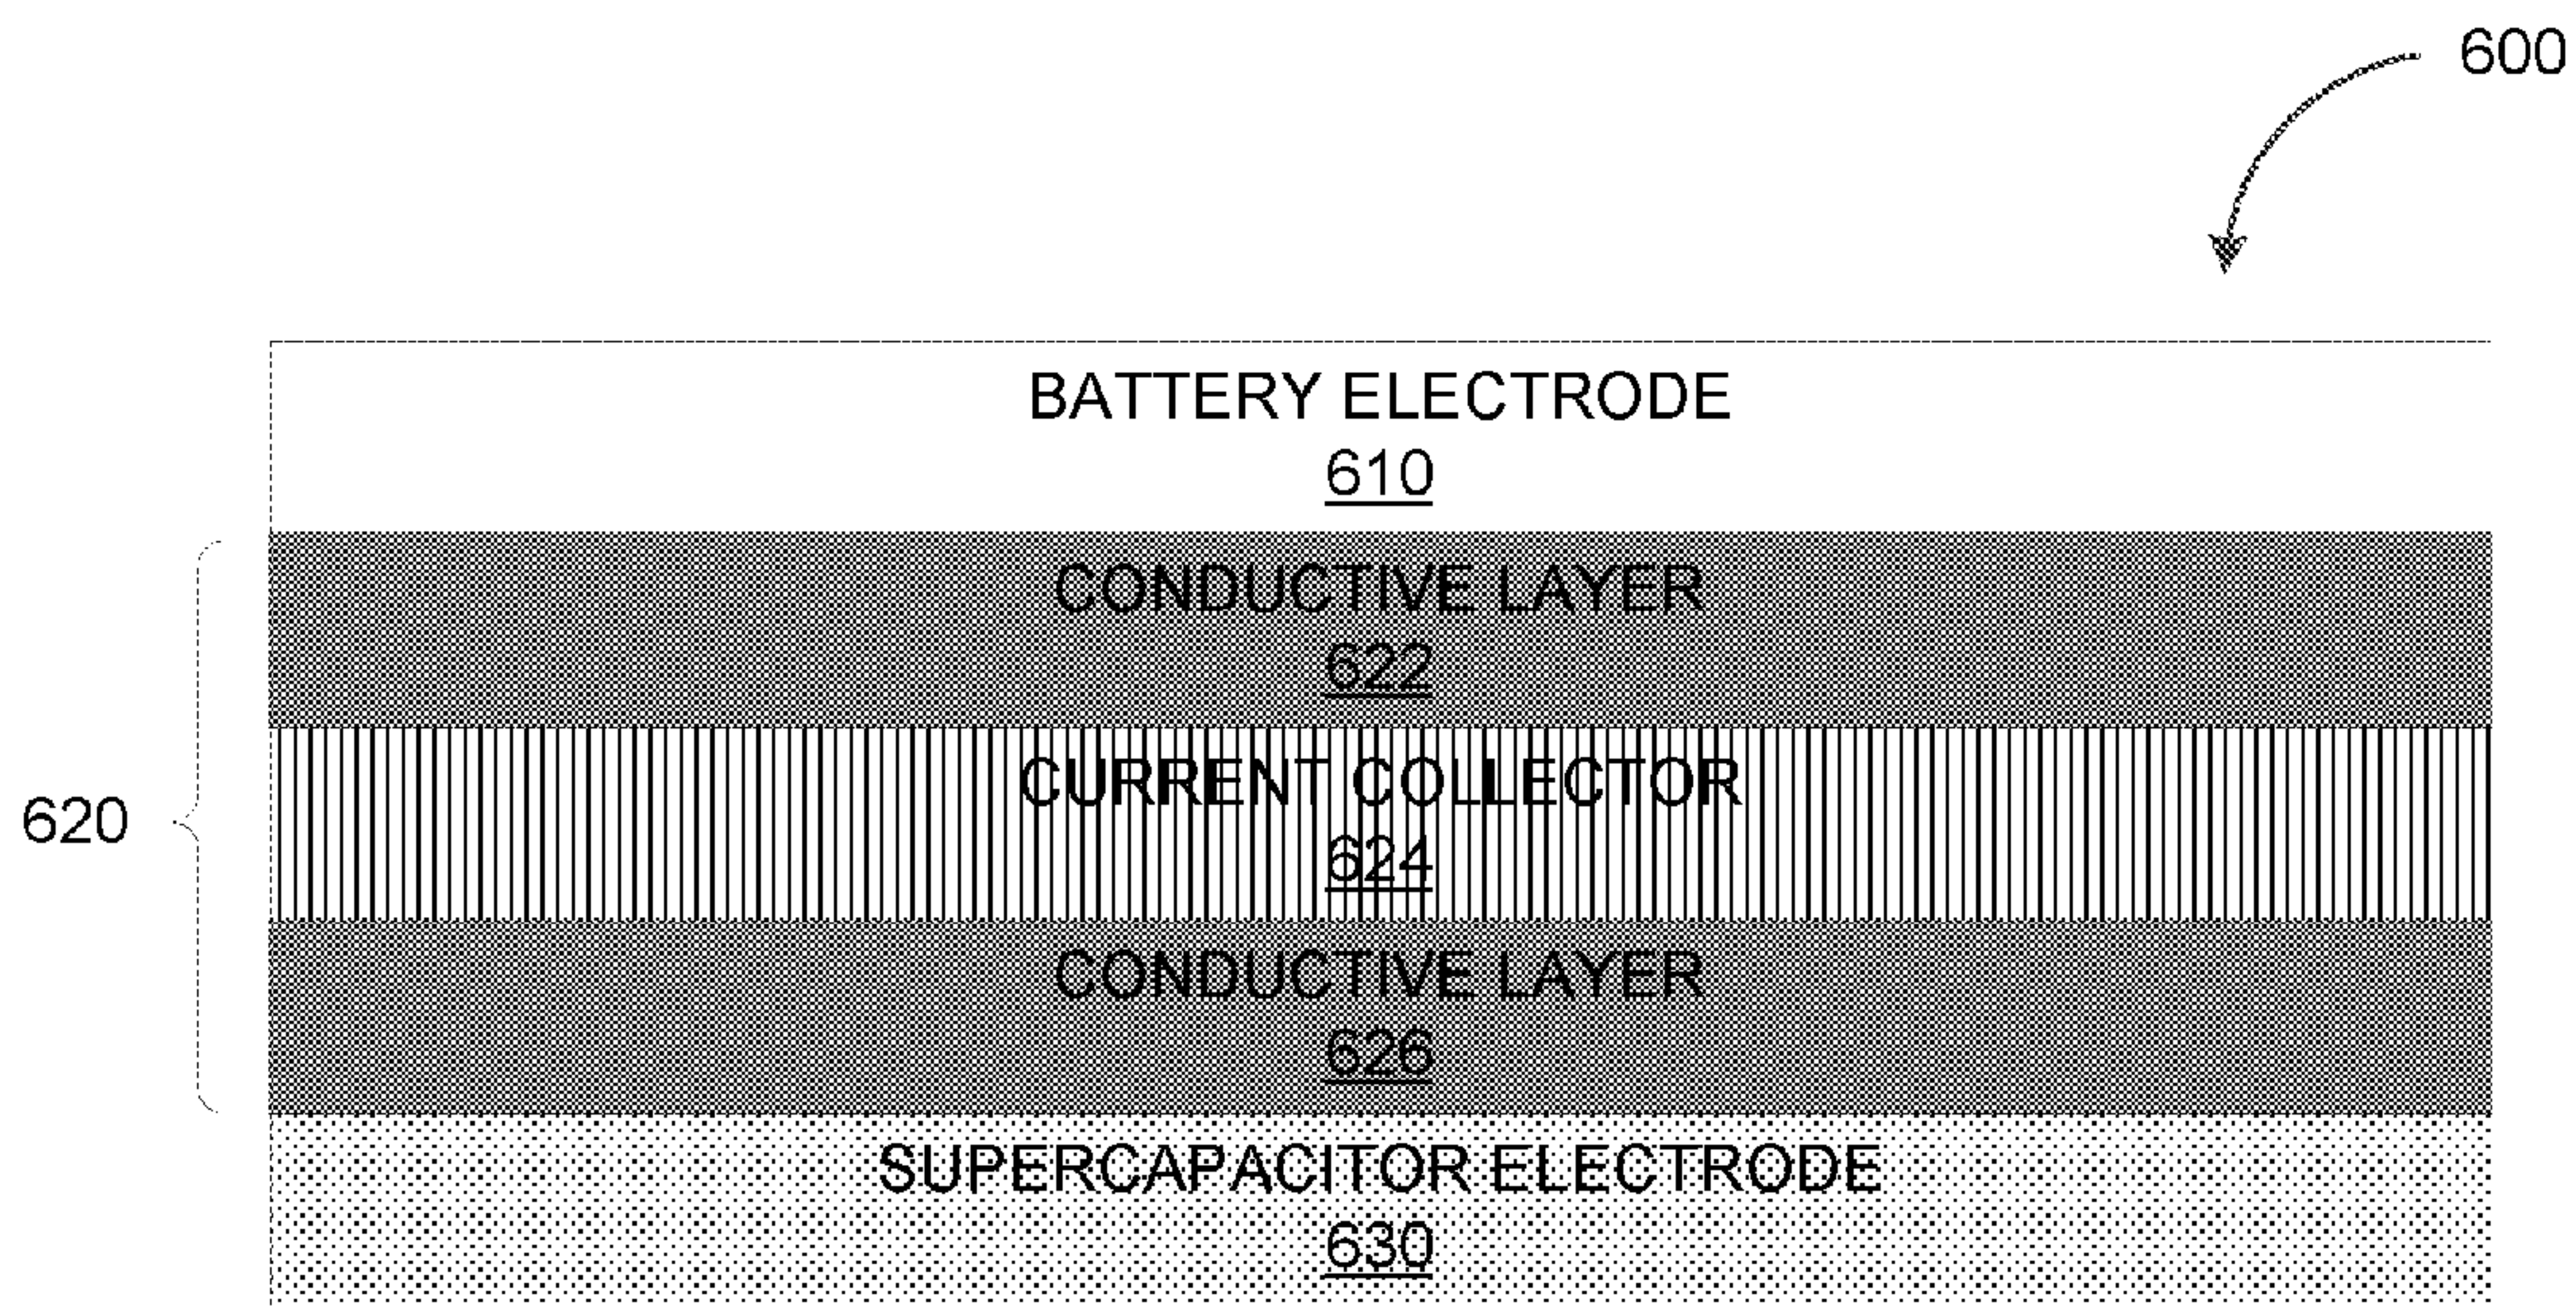 600
BATTERY ELECTRODE
610
CONDUCTIVE LAYER
622
CURRENT COLLECTOR
624
620
CONDUCTIVE LAYER
626
SUPERCAPACITOR ELECTRODE
630